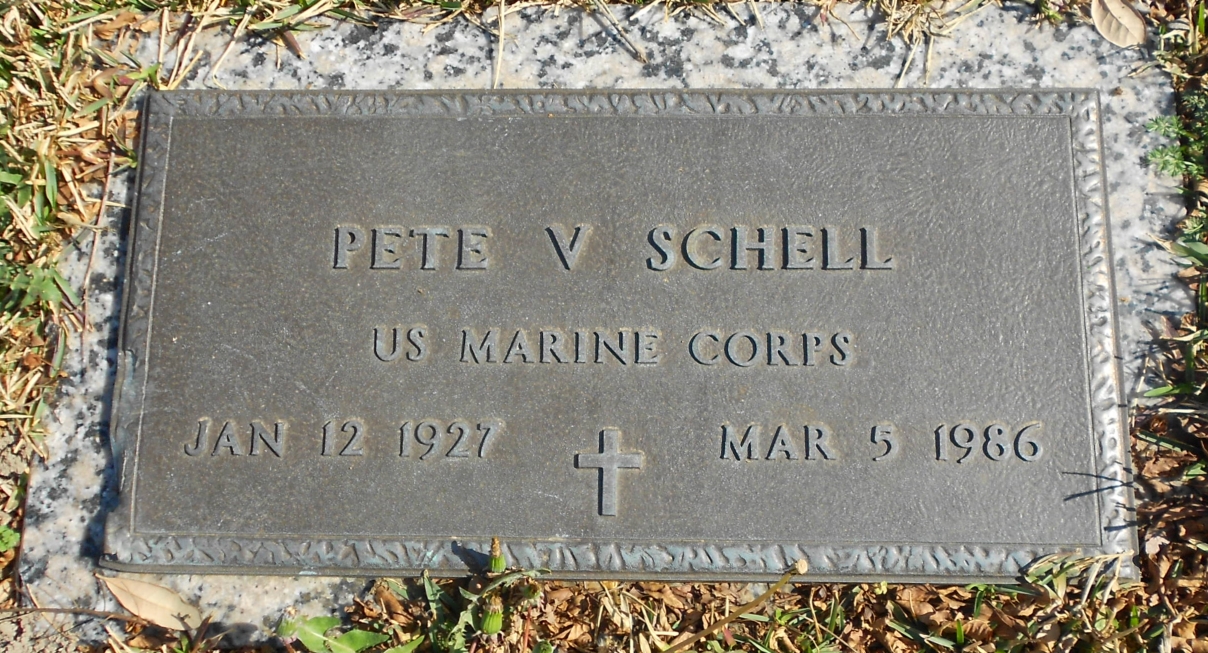 PETE V SCHELL
US MARINE CORPS
JAN 12 1927 MAR 5 1986